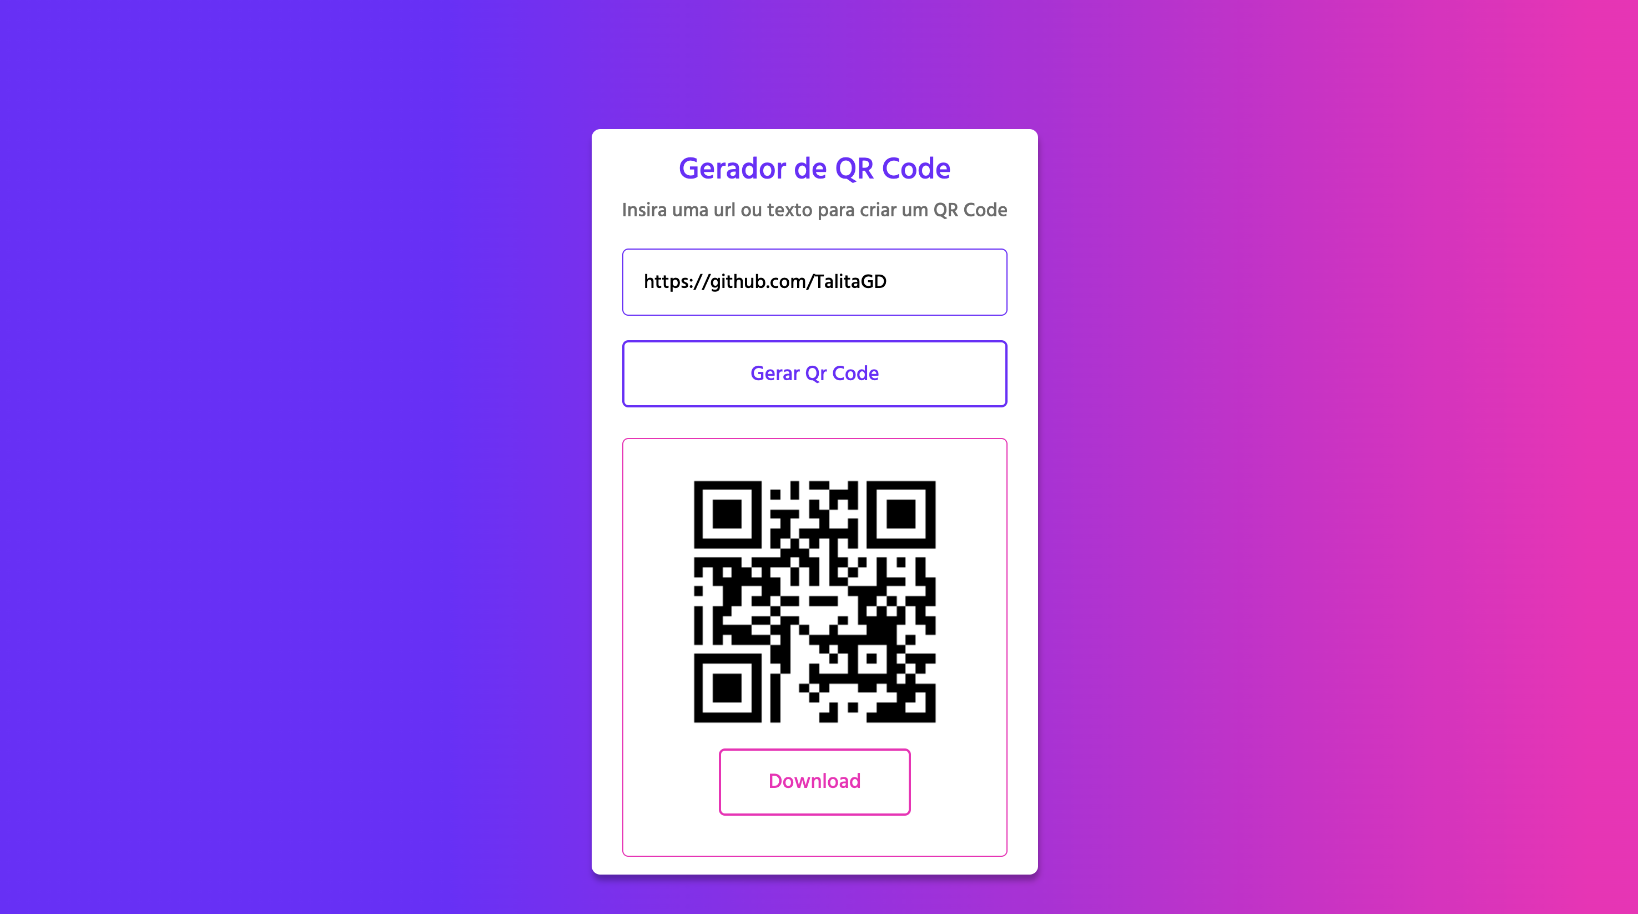 Gerador de QR Code
Insira uma url ou texto para criar um QR Code
https://github.com/TalitaGD
Gerar Qr Code
Download